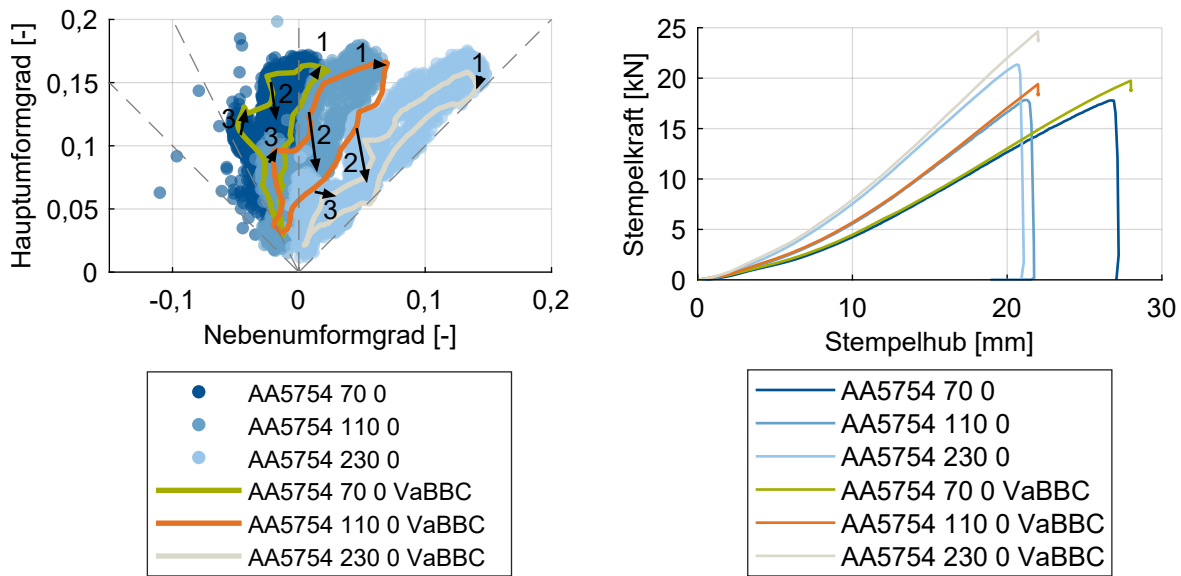 Hauptumformgrad [-]
0,2
0,15
0,1
0,05
0
-0,1
0
0,1
0,2
Nebenumformgrad [-]
1
1
1
2
2
2
3
3
3
AA5754 70 0
AA5754 110 0
AA5754 230 0
AA5754 70 0 VaBBC
AA5754 110 0 VaBBC
AA5754 230 0 VaBBC
Stempelkraft [kN]
25
20
15
10
5
0
0
10
20
30
Stempelhub [mm]
AA5754 70 0
AA5754 110 0
AA5754 230 0
AA5754 70 0 VaBBC
AA5754 110 0 VaBBC
AA5754 230 0 VaBBC